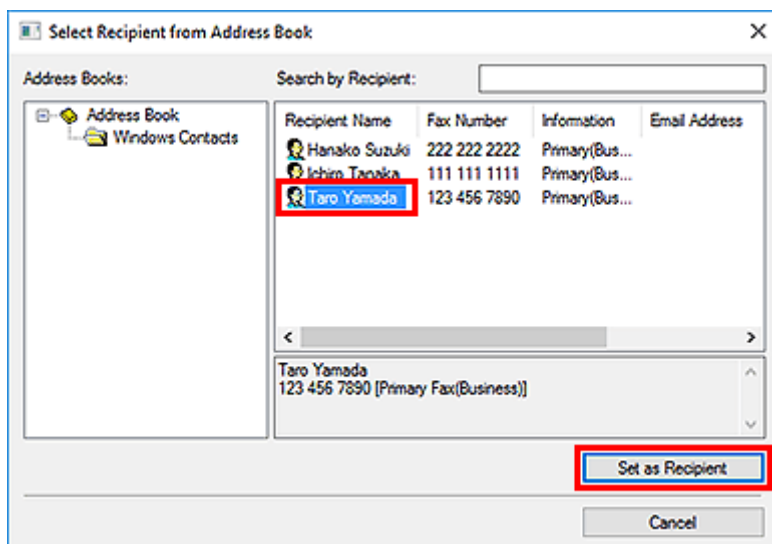 Select Recipient from Address Book
Address Books:
Search by Recipient:
Address Book
Windows Contacts
Recipient Name Fax Number Information Email Address
Hanako Suzuki 222 222 2222 Primary(Bus...
Ichiro Tanaka 111 111 1111 Primary(Bus...
Taro Yamada 123 456 7890 Primary(Bus...
Taro Yamada
123 456 7890 [Primary Fax(Business)]
Set as Recipient
Cancel